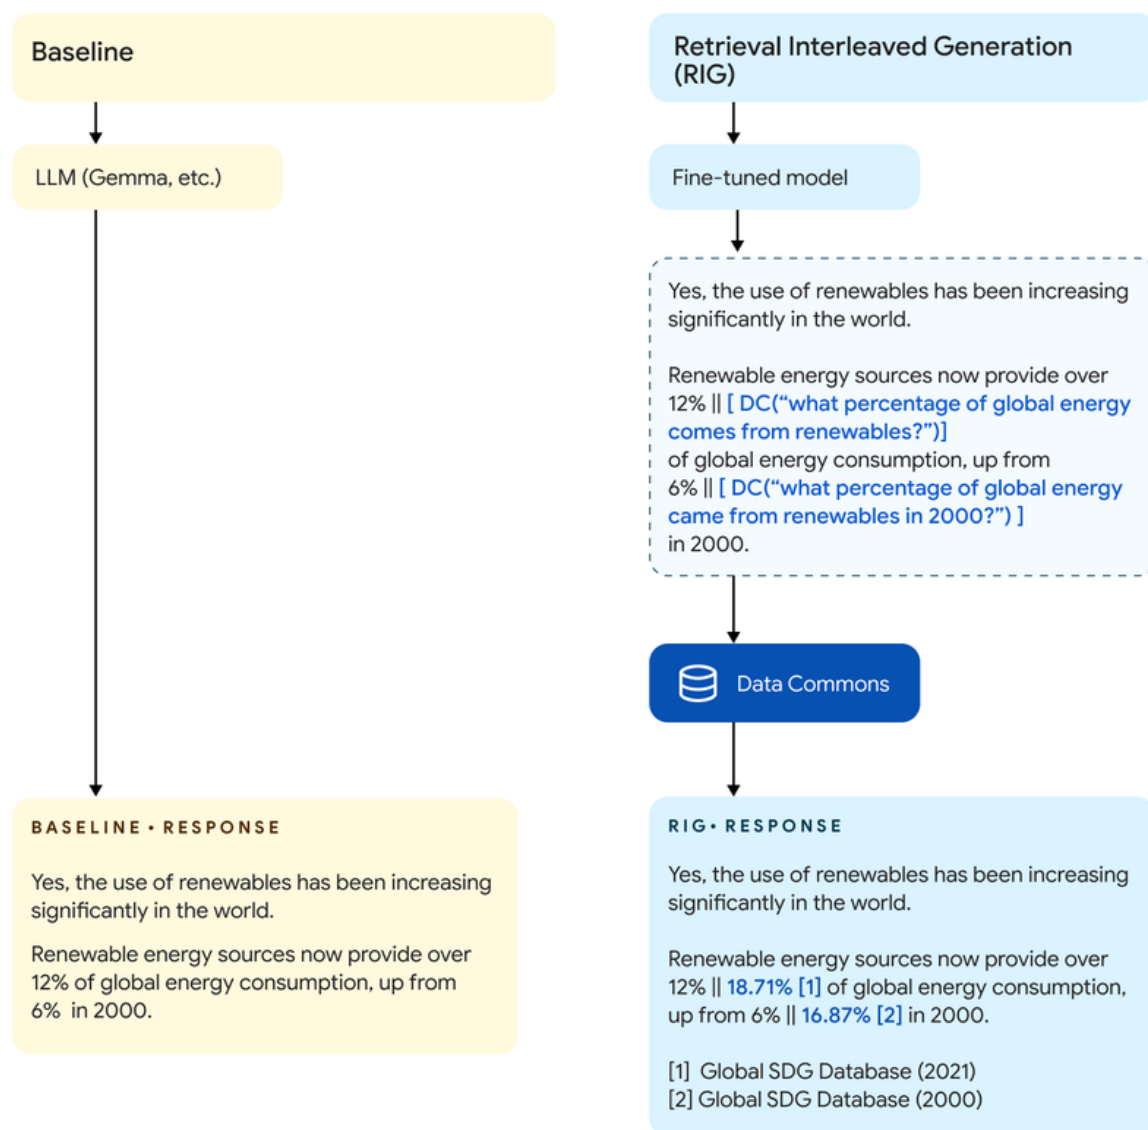 Baseline
LLM (Gemma, etc.)
BASELINE • RESPONSE
Yes, the use of renewables has been increasing
significantly in the world.
Renewable energy sources now provide over
12% of global energy consumption, up from
6% in 2000.
Retrieval Interleaved Generation
(RIG)
Fine-tuned model
Yes, the use of renewables has been increasing
significantly in the world.
Renewable energy sources now provide over
12% || [ DC(“what percentage of global energy
comes from renewables?”)]
of global energy consumption, up from
6% || [ DC(“what percentage of global energy
came from renewables in 2000?”) ]
in 2000.
Data Commons
RIG• RESPONSE
Yes, the use of renewables has been increasing
significantly in the world.
Renewable energy sources now provide over
12% || 18.71% [1] of global energy consumption,
up from 6% || 16.87% [2] in 2000.
[1] Global SDG Database (2021)
[2] Global SDG Database (2000)